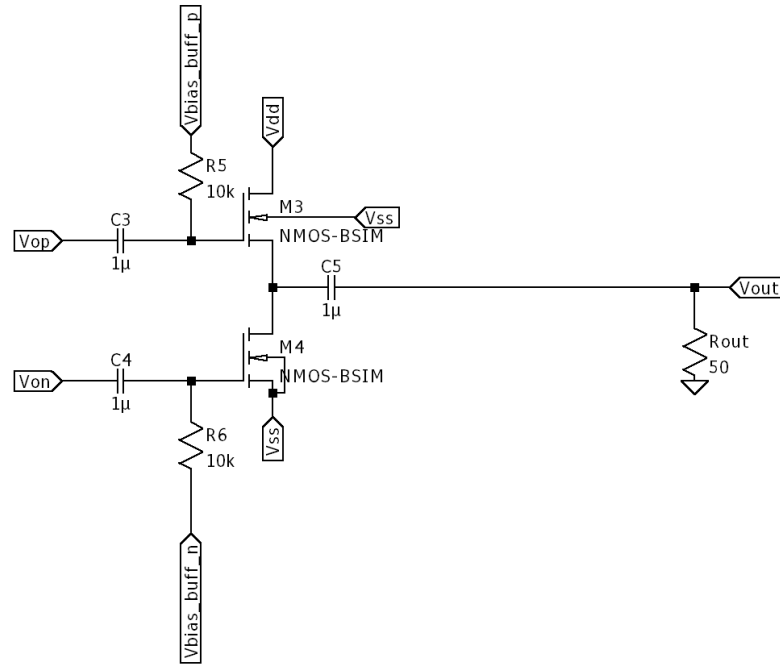 Vbias_buff_p
Vdd
R5
10k
M3
Vss
NMOS-BSIM
C3
Vop
1µ
C5
1µ
Vout
Rout
50
M4
NMOS-BSIM
C4
Von
1µ
Vss
R6
10k
Vbias_buff_n